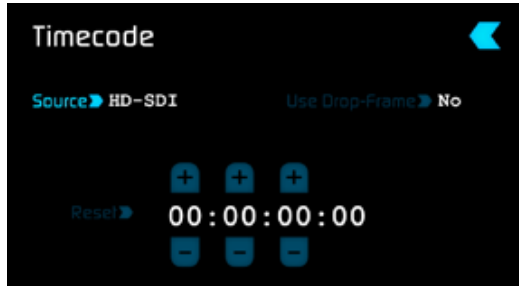 Timecode
Source HD-SDI Use Drop-Frame No
+ + +
Reset 00:00:00:00
- - -